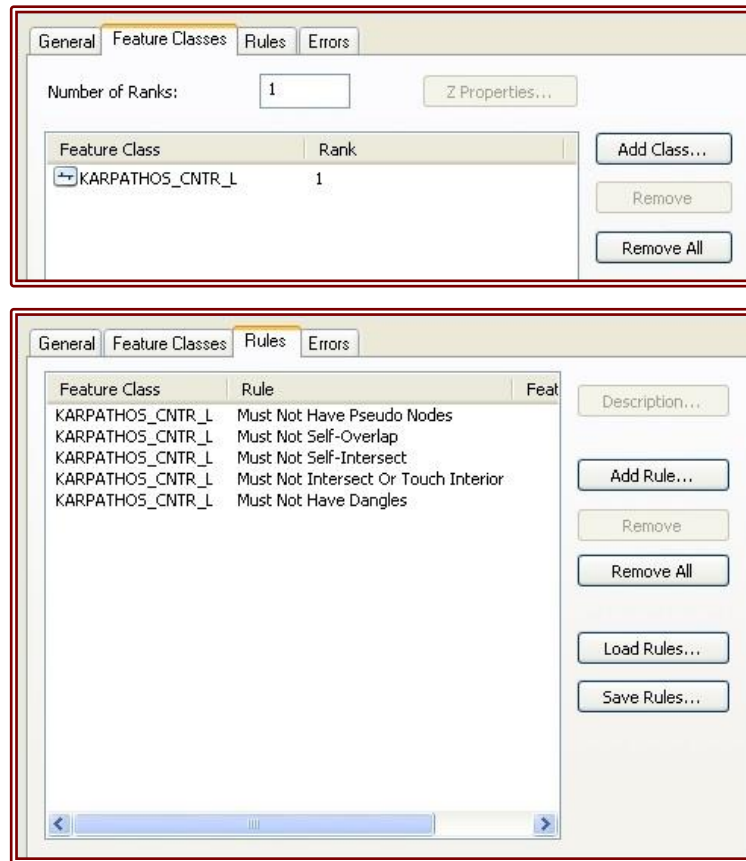 General Feature Classes Rules Errors
Number of Ranks: 1 Z Properties...
Feature Class Rank Add Class...
KARPATHOS_CNTR_L 1
Remove
Remove All
General Feature Classes Rules Errors
Feature Class Rule Feat
Description...
KARPATHOS_CNTR_L Must Not Have Pseudo Nodes
KARPATHOS_CNTR_L Must Not Self-Overlap
KARPATHOS_CNTR_L Must Not Self-Intersect
KARPATHOS_CNTR_L Must Not Intersect Or Touch Interior Add Rule...
KARPATHOS_CNTR_L Must Not Have Dangles
Remove
Remove All
Load Rules...
Save Rules...